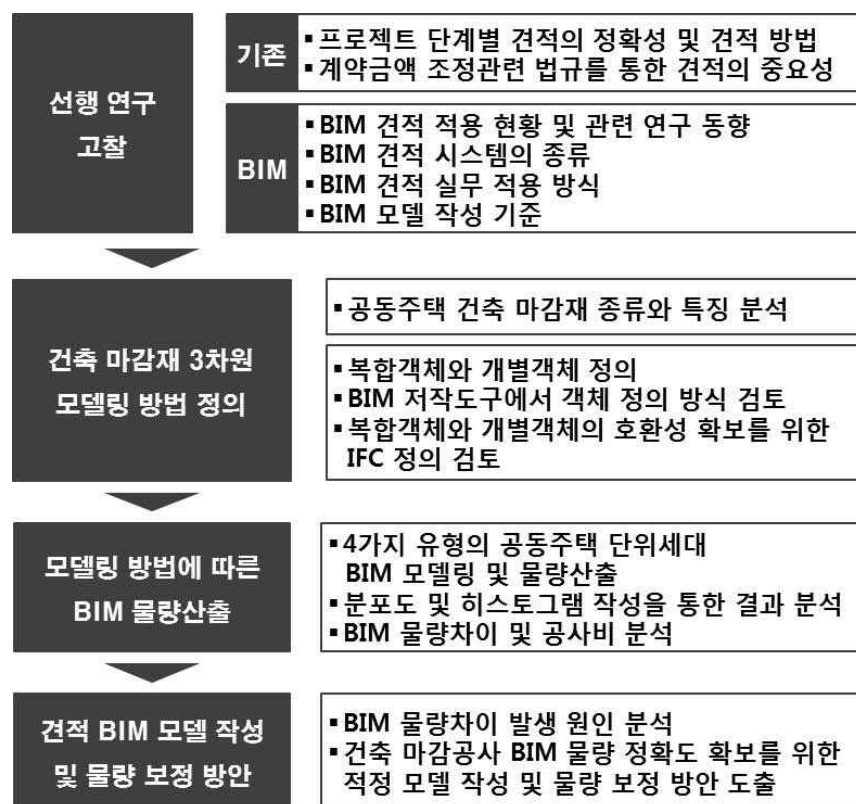 선행 연구
고찰
기존
▪프로젝트 단계별 견적의 정확성 및 견적 방법
▪계약금액 조정관련 법규를 통한 견적의 중요성
BIM
▪BIM 견적 적용 현황 및 관련 연구 동향
▪BIM 견적 시스템의 종류
▪BIM 견적 실무 적용 방식
▪BIM 모델 작성 기준
건축 마감재 3차원
모델링 방법 정의
▪공동주택 건축 마감재 종류와 특징 분석
▪복합객체와 개별객체 정의
▪BIM 저작도구에서 객체 정의 방식 검토
▪복합객체와 개별객체의 호환성 확보를 위한
IFC 정의 검토
모델링 방법에 따른
BIM 물량산출
▪4가지 유형의 공동주택 단위세대
BIM 모델링 및 물량산출
▪분포도 및 히스토그램 작성을 통한 결과 분석
▪BIM 물량차이 및 공사비 분석
견적 BIM 모델 작성
및 물량 보정 방안
▪BIM 물량차이 발생 원인 분석
▪건축 마감공사 BIM 물량 정확도 확보를 위한
적정 모델 작성 및 물량 보정 방안 도출